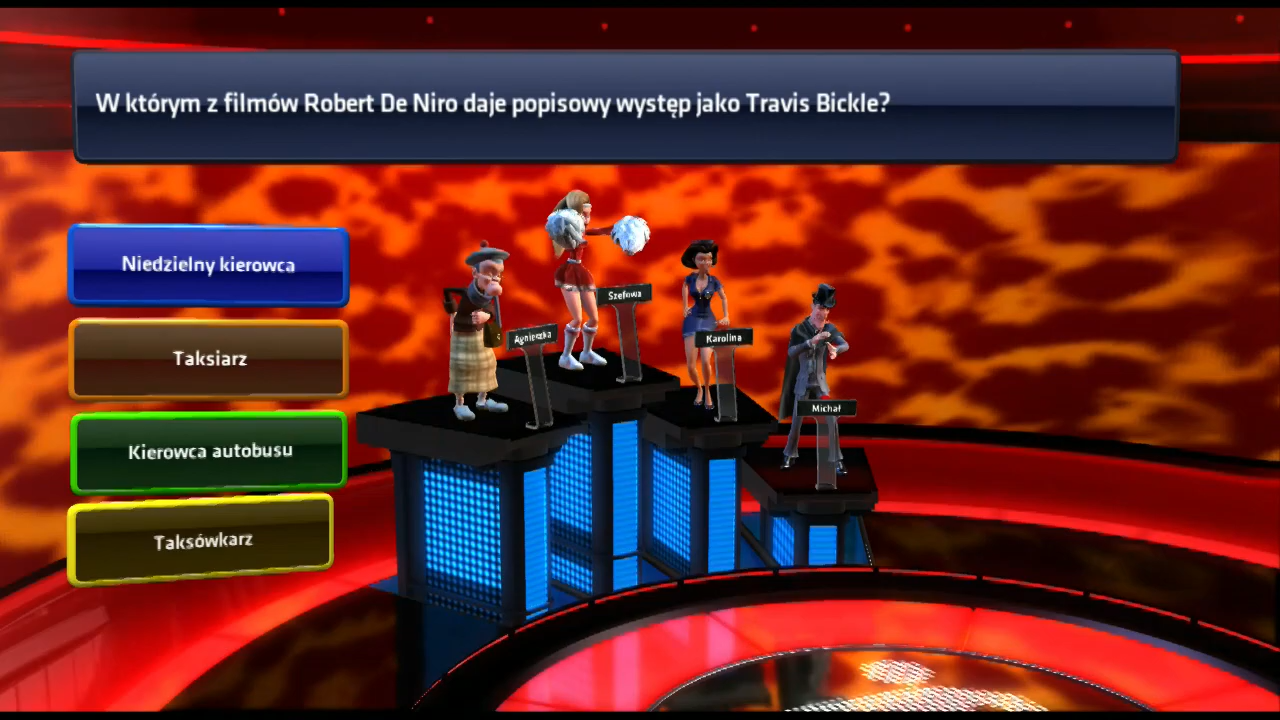 W którym z filmów Robert De Niro daje popisowy występ jako Travis Bickle?
Niedzielny kierowca
Taksiarz
Kierowca autobusu
Taksówkarz
Agnieszka
Szefowa
Karolina
Michał